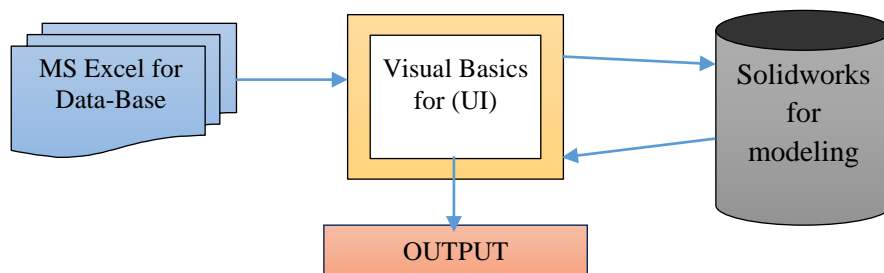 MS Excel for
Data-Base
Visual Basics
for (UI)
Solidworks
for
modeling
OUTPUT